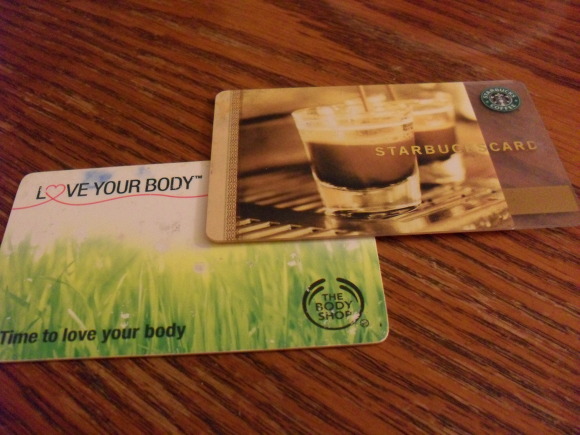 LOVE YOUR BODY™
STARBUCKS CARD
STARBUCKS
COFFEE
THE
BODY
SHOP
Time to love your body